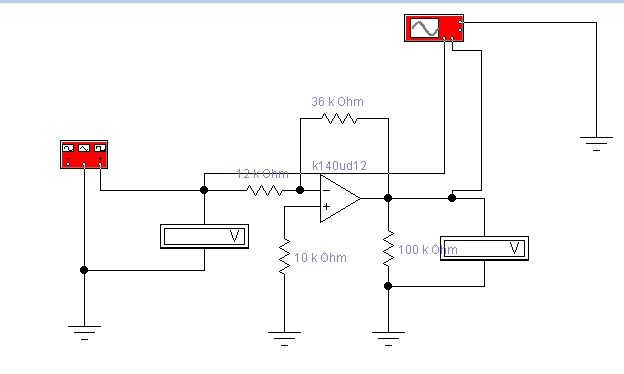 36 k Ohm
k140ud12
12 k Ohm
V
10 k Ohm
100 k Ohm
V